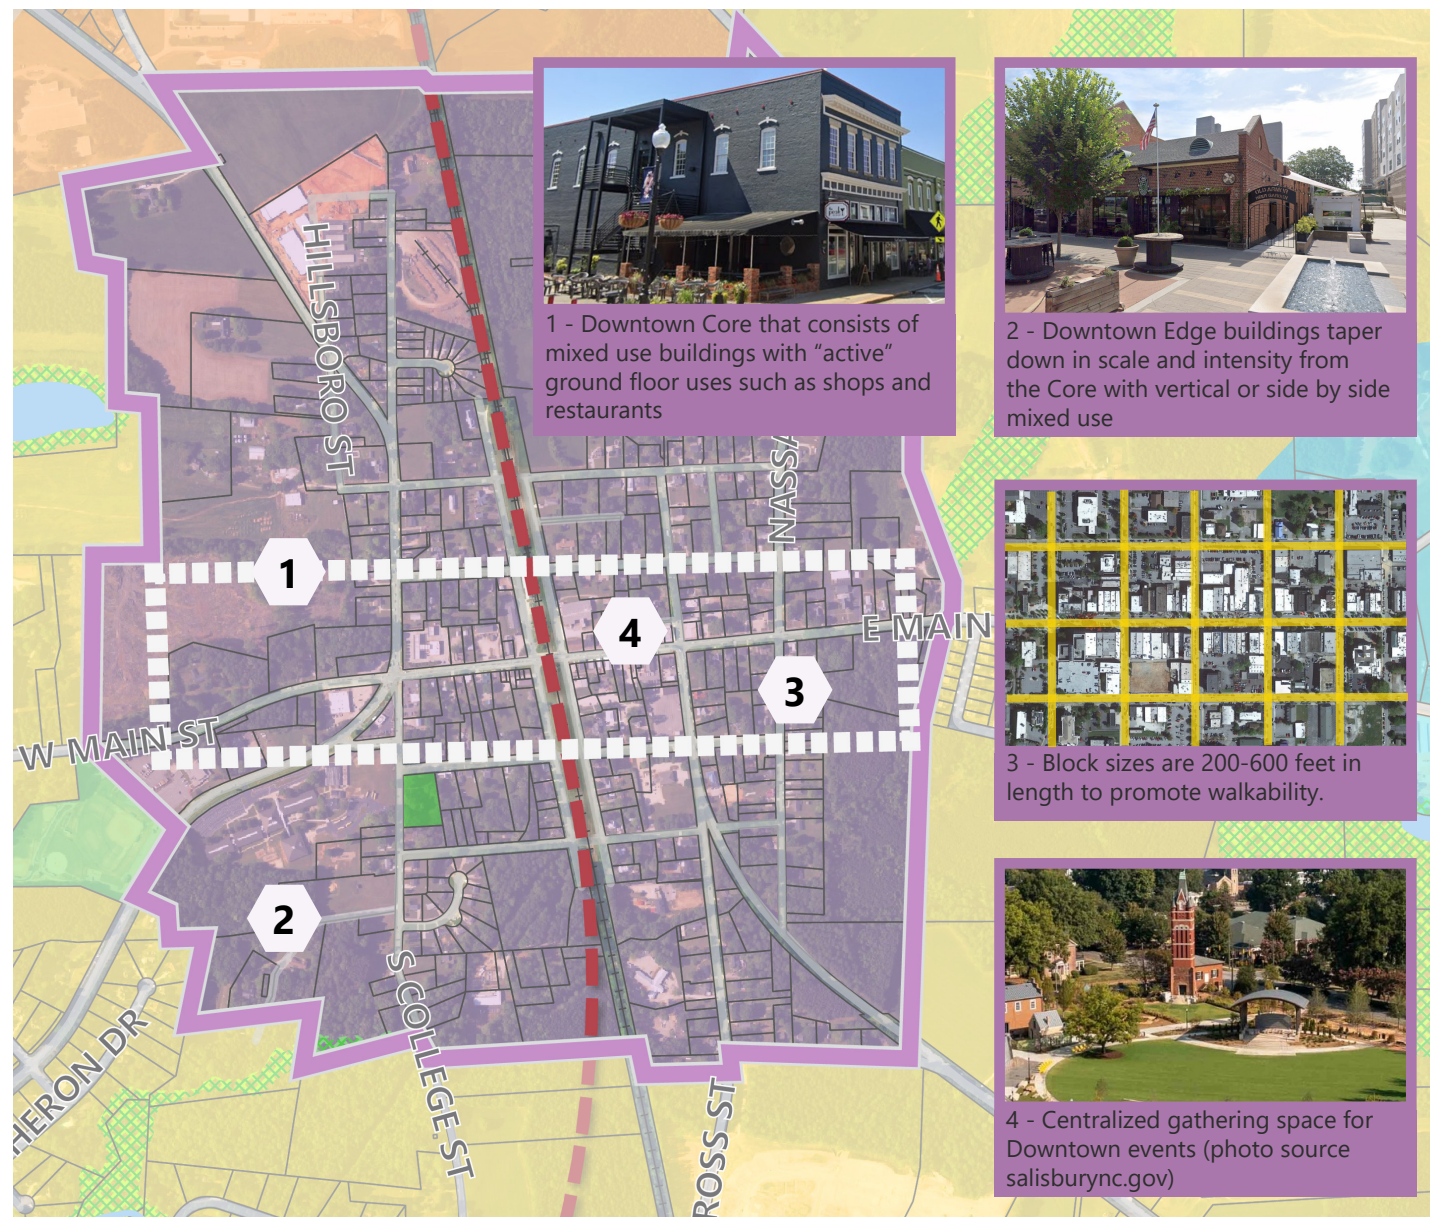 1 - Downtown Core that consists of
mixed use buildings with “active”
ground floor uses such as shops and
restaurants
2 - Downtown Edge buildings taper
down in scale and intensity from
the Core with vertical or side by side
mixed use
HILLSBORO ST
NASSA
1
4
E MAIN
3
W MAIN ST
3 - Block sizes are 200-600 feet in
length to promote walkability.
2
S COLLEGE ST
HERON DR
ROSS ST
4 - Centralized gathering space for
Downtown events (photo source
salisburync.gov)